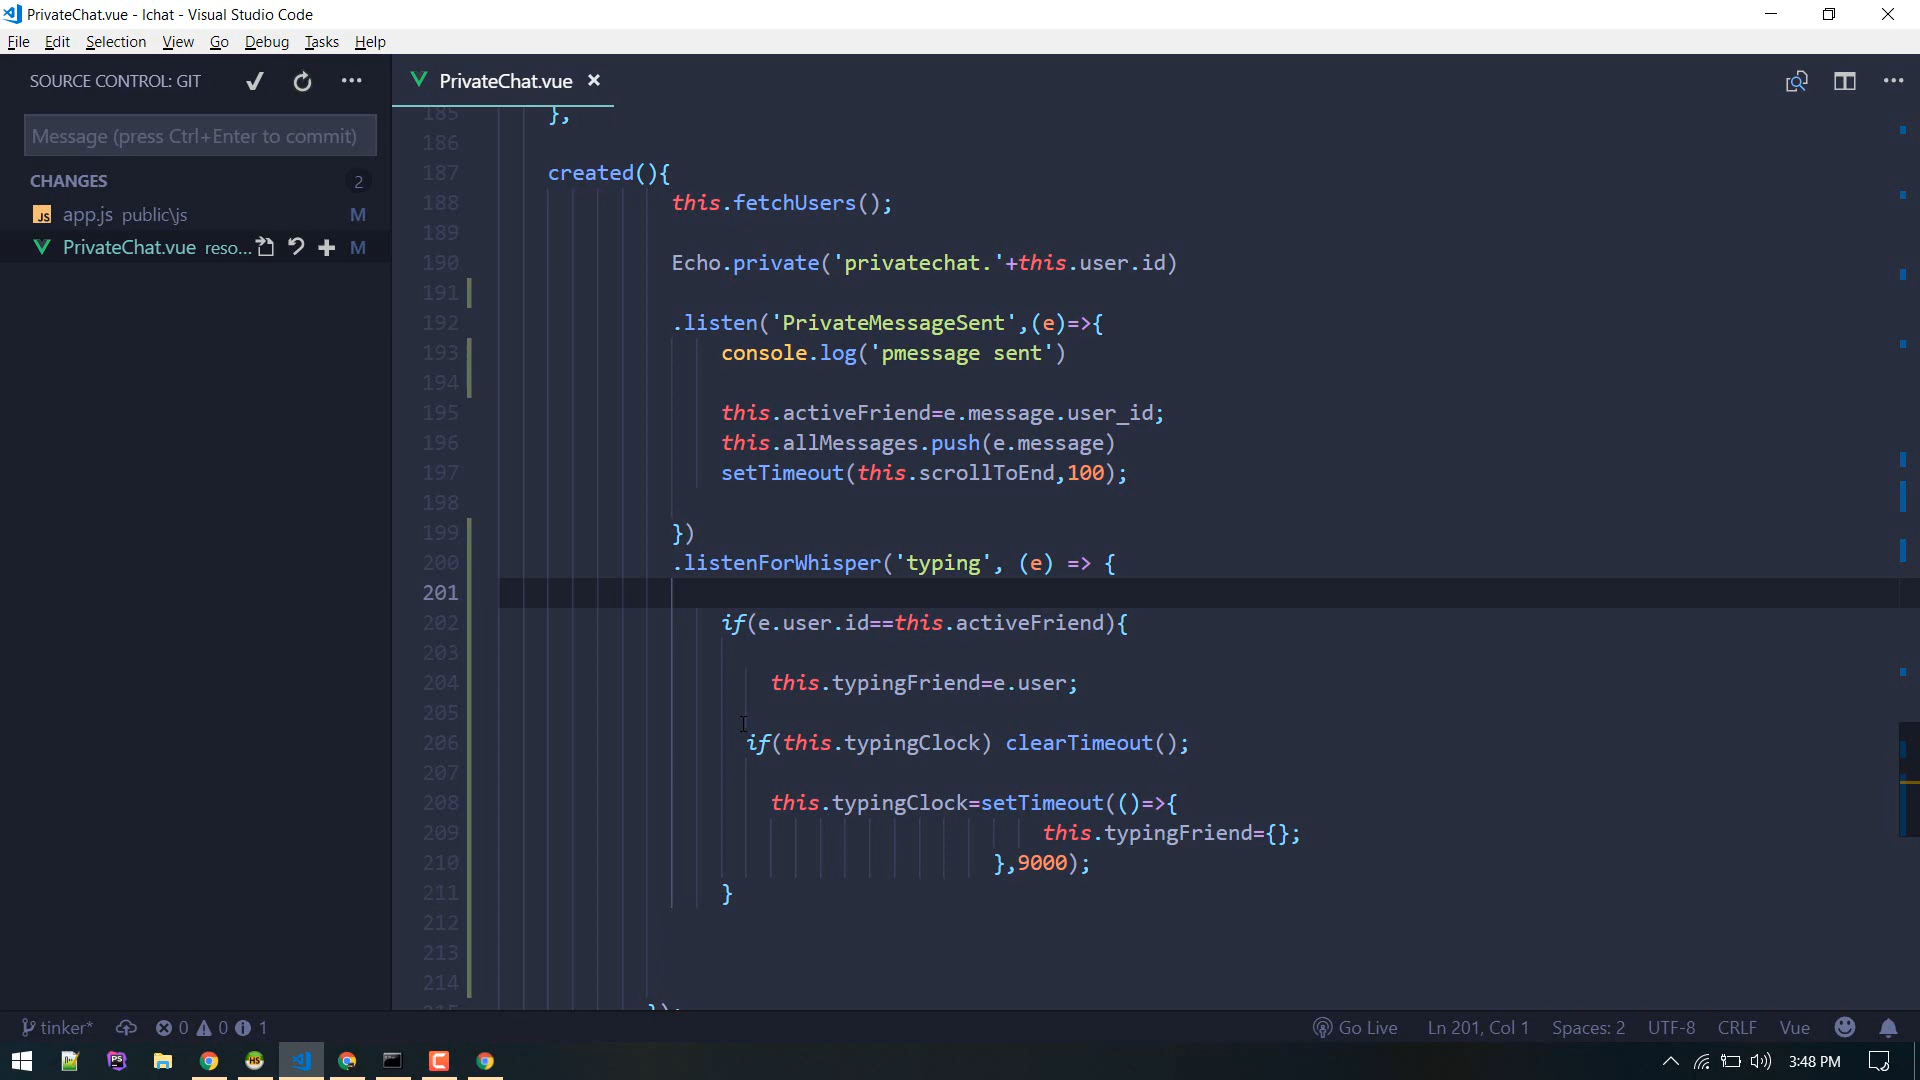 PrivateChat.vue - lchat - Visual Studio Code
File Edit Selection View Go Debug Tasks Help
SOURCE CONTROL: GIT
PrivateChat.vue
Message (press Ctrl+Enter to commit)
CHANGES 2
JS app.js public\js M
PrivateChat.vue reso... M
185 },
186
187 created(){
188 this.fetchUsers();
189
190 Echo.private('privatechat.'+this.user.id)
191
192 .listen('PrivateMessageSent',(e)=>{
193 console.log('pmessage sent')
194
195 this.activeFriend=e.message.user_id;
196 this.allMessages.push(e.message)
197 setTimeout(this.scrollToEnd,100);
198
199 })
200 .listenForWhisper('typing', (e) => {
201
202 if(e.user.id==this.activeFriend){
203
204 this.typingFriend=e.user;
205
206 if(this.typingClock) clearTimeout();
207
208 this.typingClock=setTimeout(()=>{
209 this.typingFriend={};
210 },9000);
211 }
212
213
214
215 });
tinker* 0 0 1
Go Live Ln 201, Col 1 Spaces: 2 UTF-8 CRLF Vue
PS HS
3:48 PM